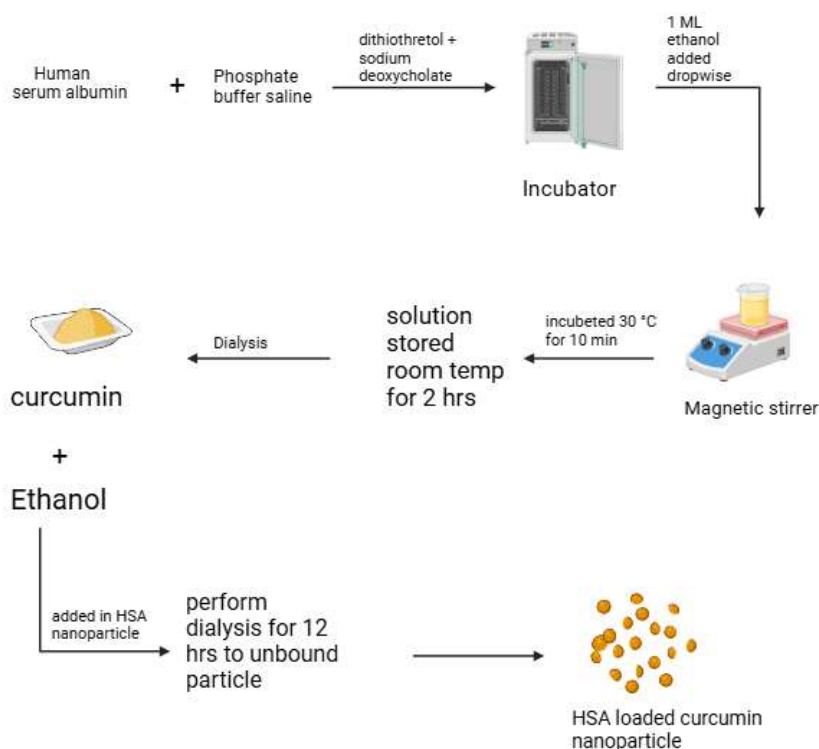 Human
serum albumin
+
Phosphate
buffer saline
dithiothretol +
sodium
deoxycholate
Incubator
1 ML
ethanol
added
dropwise
Magnetic stirrer
incubeted 30 °C
for 10 min
solution
stored
room temp
for 2 hrs
Dialysis
curcumin
+
Ethanol
added in HSA
nanoparticle
perform
dialysis for 12
hrs to unbound
particle
HSA loaded curcumin
nanoparticle